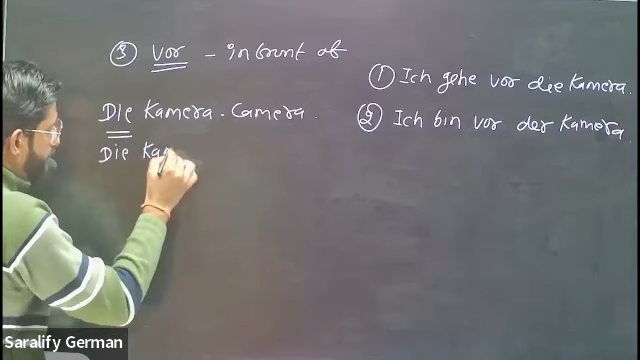 ③ Vor - In front of
Die Kamera - Camera.
Die Ka
① Ich gehe vor die Kamera.
② Ich bin vor der Kamera.
Saralify German